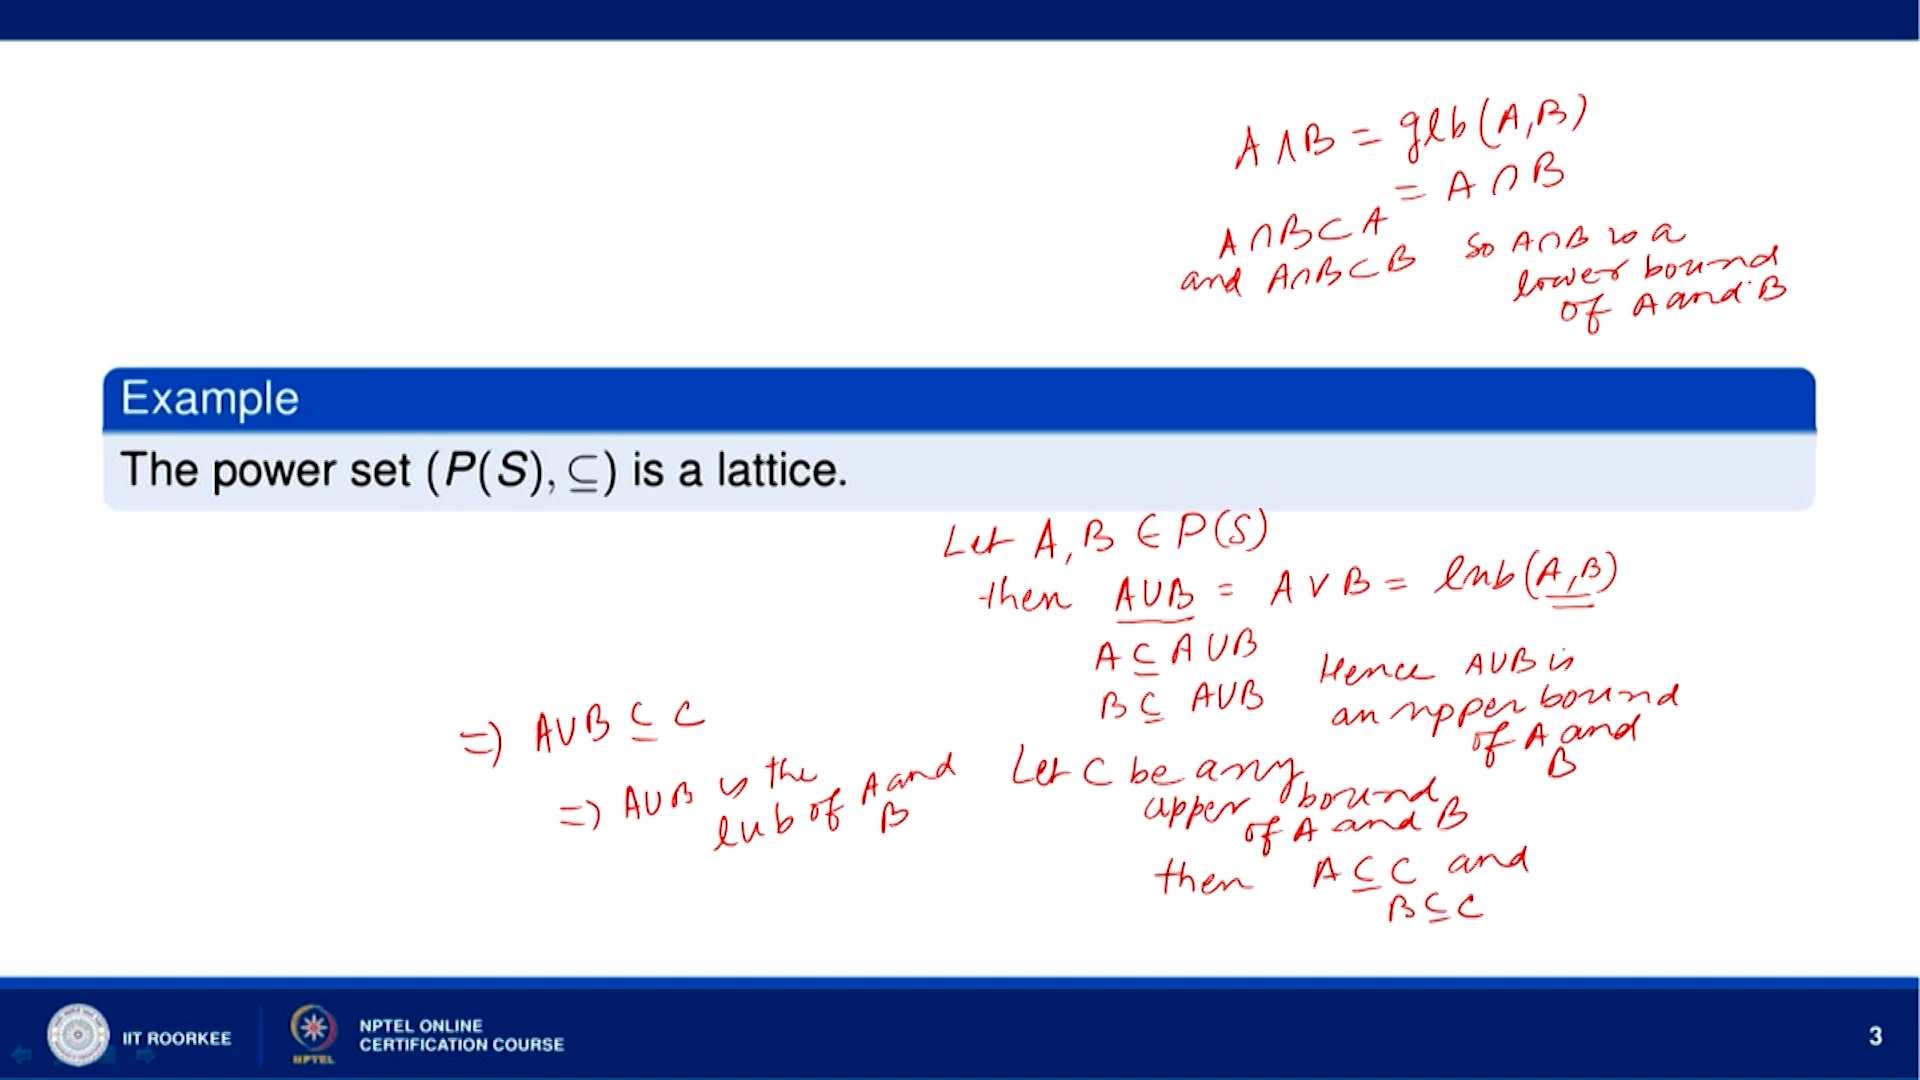 A ∧ B = glb(A,B)
= A ∩ B
A ∩ B ⊂ A
and A∩B ⊂ B
So A∩B is a
lower bound
of A and B
Example
The power set (P(S), ⊆) is a lattice.
Let A, B ∈ P(S)
then A∪B = A ∨ B = lub(A,B)
A ⊆ A∪B
B ⊆ A∪B
Hence A∪B is
an upper bound
of A and
B
Let C be any
upper bound
of A and B
then A ⊆ C and
B ⊆ C
⇒) A∪B ⊆ C
⇒) A∪B is the
lub of A and
B
IIT ROORKEE
NPTEL
NPTEL ONLINE
CERTIFICATION COURSE
3